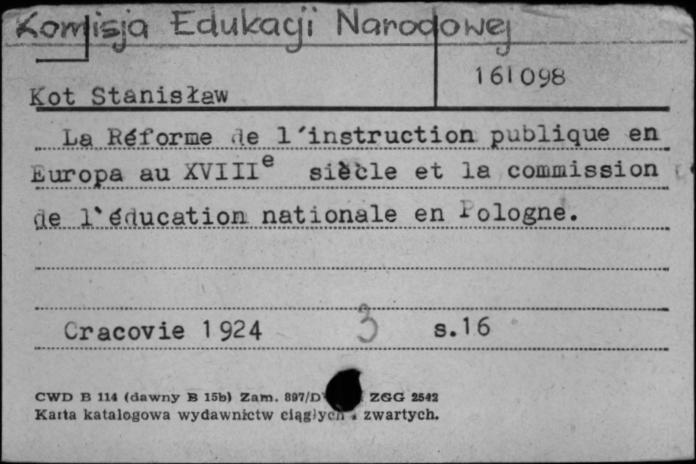 Komisja Edukacji Narodowej
161098
Kot Stanisław
La Réforme de l'instruction publique en
Europa au XVIIIe siècle et la commission
de l'éducation nationale en Pologne.
Cracovie 1924 3 s.16
CWD B 114 (dawny B 15b) Zam. 897/D ZGG 2542
Karta katalogowa wydawnictw ciągłych i zwartych.